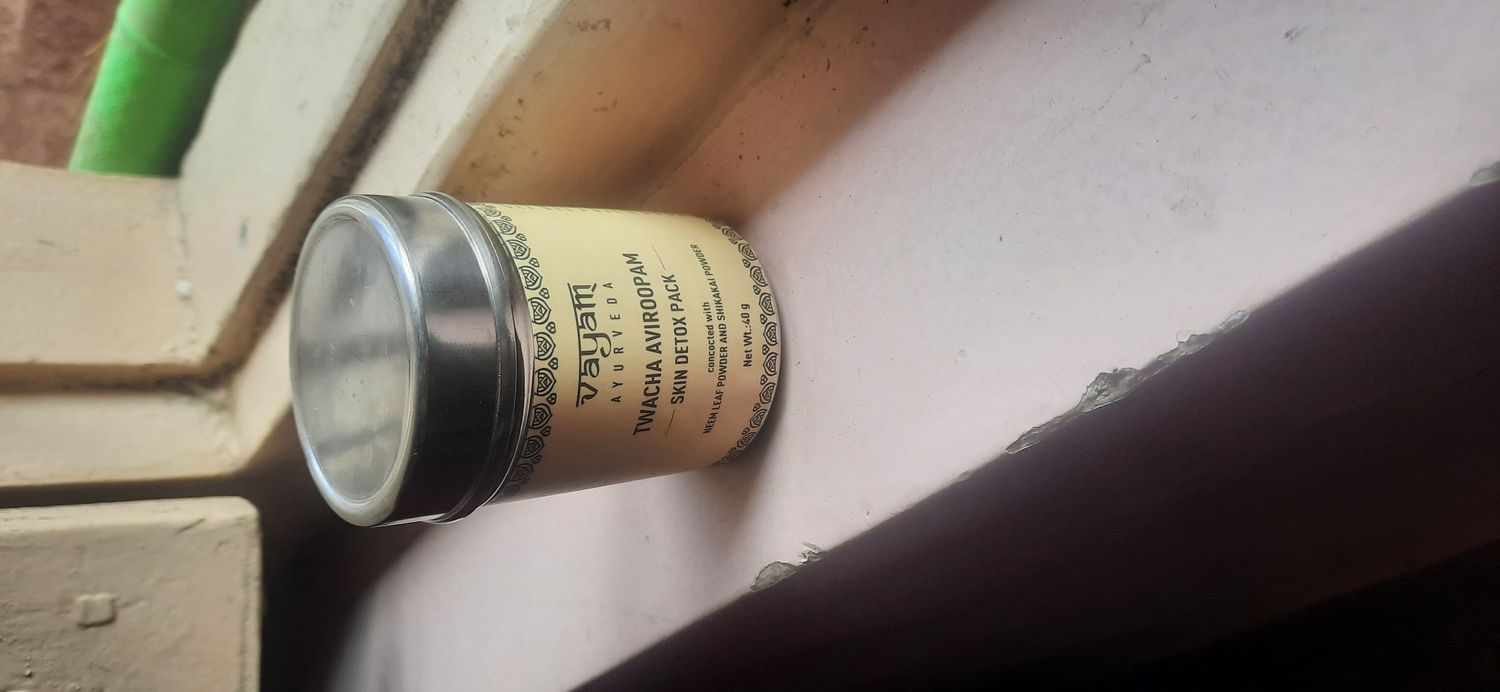 vayam
AYURVEDA
TWACHA AVIROOPAM
SKIN DETOX PACK
concocted with
NEEM LEAF POWDER AND SHIKAKAI POWDER
Net Wt.:40 g